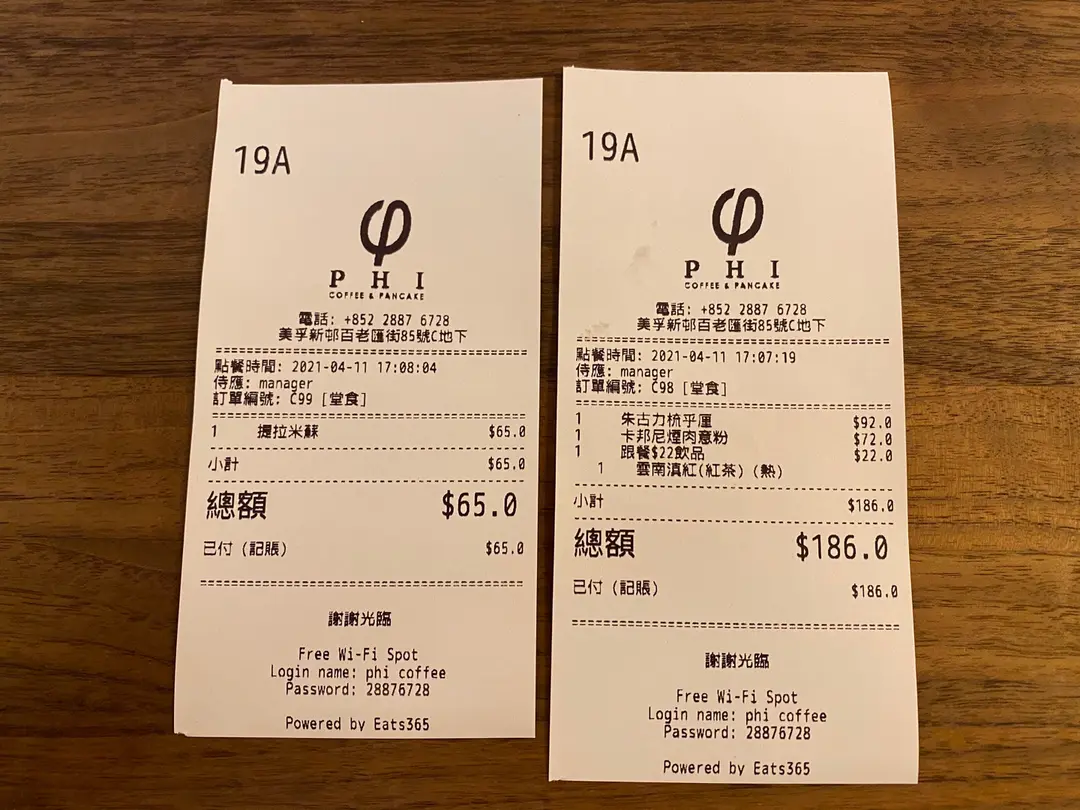 19A
φ
PHI
COFFEE & PANCAKE
電話: +852 2887 6728
美孚新邨百老匯街85號C地下
點餐時間: 2021-04-11 17:08:04
侍應: manager
訂單編號: C99 [堂食]
1 提拉米蘇 $65.0
小計 $65.0
總額 $65.0
已付 (記賬) $65.0
謝謝光臨
Free Wi-Fi Spot
Login name: phi coffee
Password: 28876728
Powered by Eats365
19A
φ
PHI
COFFEE & PANCAKE
電話: +852 2887 6728
美孚新邨百老匯街85號C地下
點餐時間: 2021-04-11 17:07:19
侍應: manager
訂單編號: C98 [堂食]
1 朱古力梳乎厘 $92.0
1 卡邦尼煙肉意粉 $72.0
1 跟餐$22飲品 $22.0
1 雲南滇紅(紅茶) (熱)
小計 $186.0
總額 $186.0
已付 (記賬) $186.0
謝謝光臨
Free Wi-Fi Spot
Login name: phi coffee
Password: 28876728
Powered by Eats365